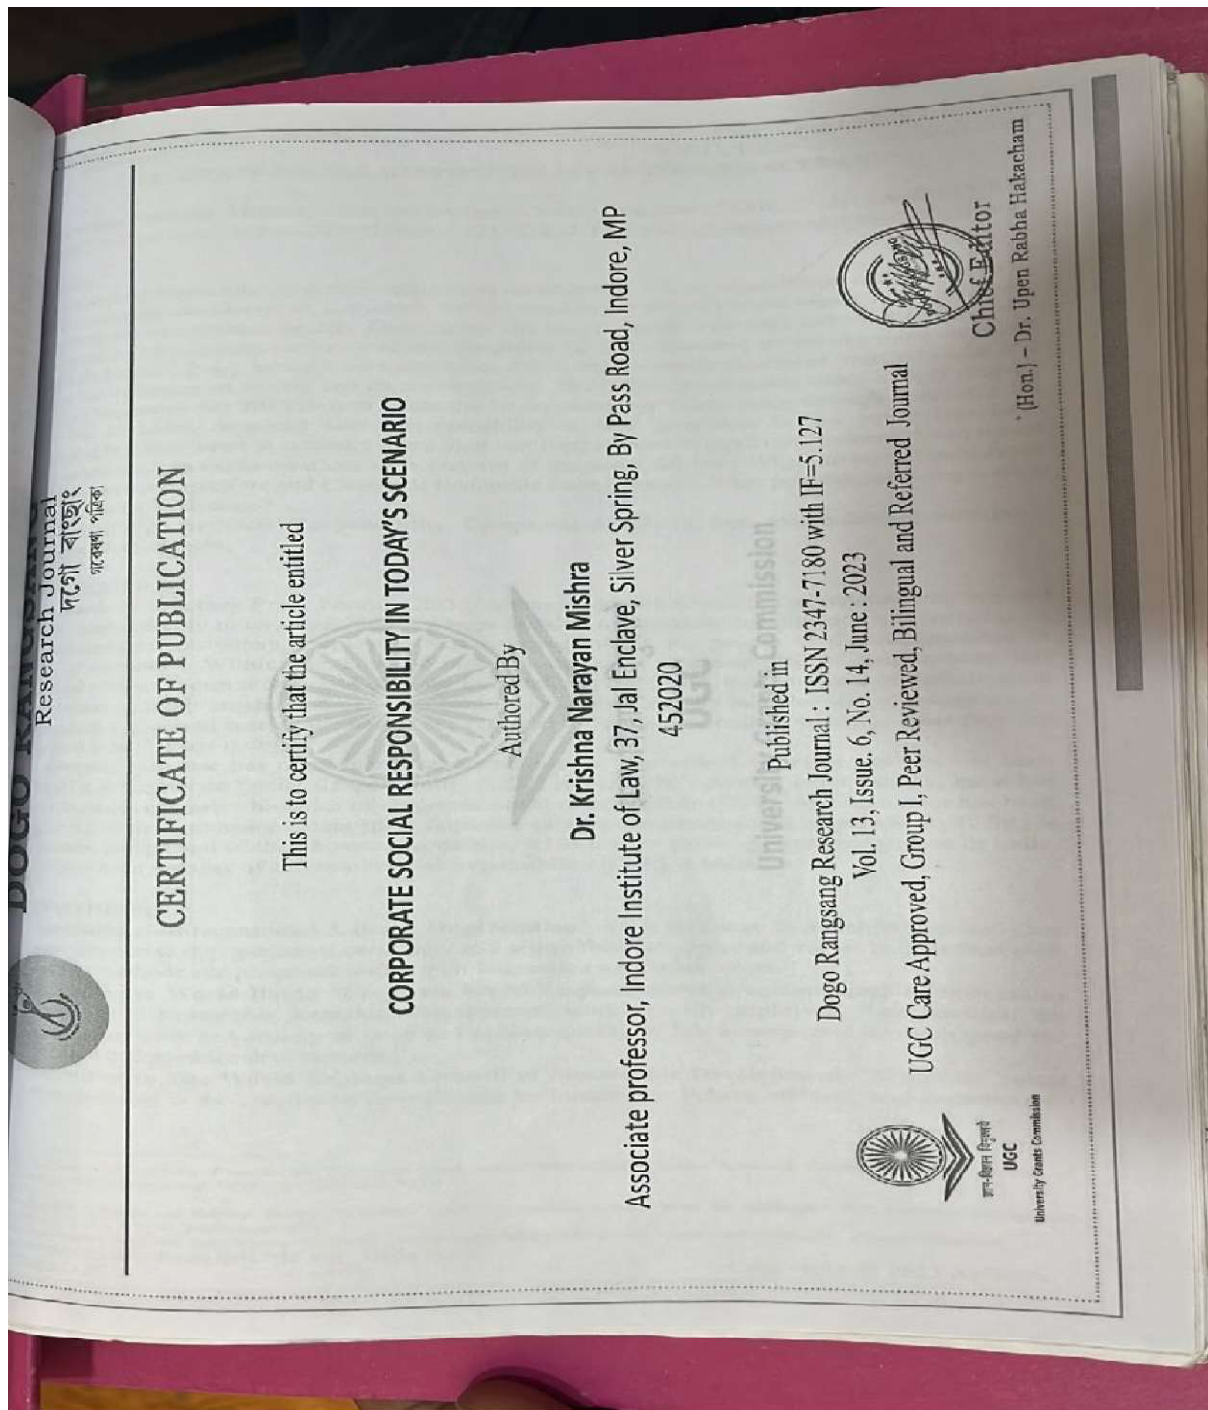 DOGO RANGSANG
Research Journal
দগো ৰাংছাং
গৱেষণা পত্ৰিকা
CERTIFICATE OF PUBLICATION
This is to certify that the article entitled
CORPORATE SOCIAL RESPONSIBILITY IN TODAY'S SCENARIO
Authored By
Dr. Krishna Narayan Mishra
Associate professor, Indore Institute of Law, 37, Jal Enclave, Silver Spring, By Pass Road, Indore, MP
452020
University Grants Commission
UGC
Published in
Dogo Rangsang Research Journal : ISSN 2347-7180 with IF=5.127
Vol. 13, Issue. 6, No. 14, June : 2023
UGC Care Approved, Group I, Peer Reviewed, Bilingual and Referred Journal
ज्ञान-विज्ञान विमुक्तये
UGC
University Grants Commission
Chief Editor
(Hon.) – Dr. Upen Rabha Hakacham